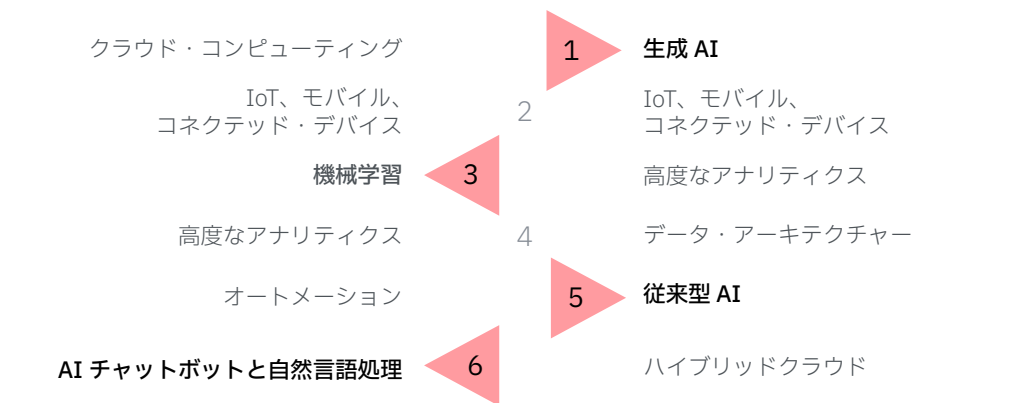 クラウド・コンピューティング
1
生成 AI
IoT、モバイル、
コネクテッド・デバイス
2
IoT、モバイル、
コネクテッド・デバイス
機械学習
3
高度なアナリティクス
高度なアナリティクス
4
データ・アーキテクチャー
オートメーション
5
従来型 AI
AI チャットボットと自然言語処理
6
ハイブリッドクラウド